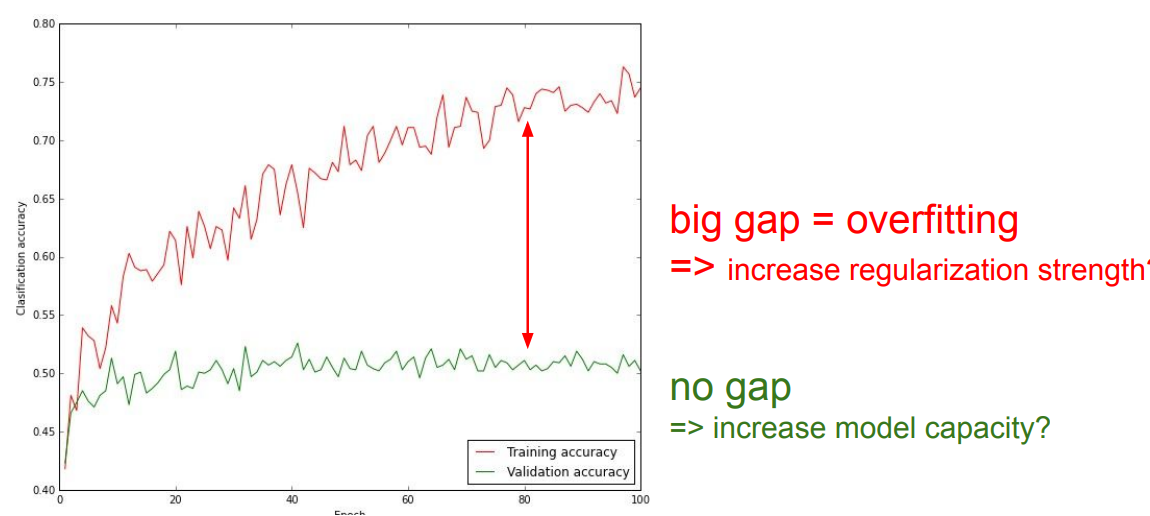 0.80
0.75
0.70
0.65
0.60
0.55
0.50
0.45
0.40
Clasification accuracy
0
20
40
60
80
100
Epoch
Training accuracy
Validation accuracy
big gap = overfitting
=> increase regularization strength?
no gap
=> increase model capacity?